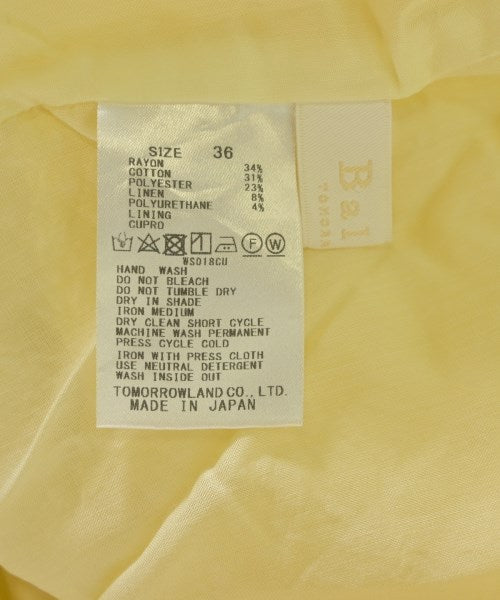 SIZE 36
RAYON 34%
COTTON 31%
POLYESTER 23%
LINEN 8%
POLYURETHANE 4%
LINING
CUPRO
F W
WS018CU
HAND WASH
DO NOT BLEACH
DO NOT TUMBLE DRY
DRY IN SHADE
IRON MEDIUM
DRY CLEAN SHORT CYCLE
MACHINE WASH PERMANENT
PRESS CYCLE COLD
IRON WITH PRESS CLOTH
USE NEUTRAL DETERGENT
WASH INSIDE OUT
TOMORROWLAND CO., LTD.
MADE IN JAPAN
Bal